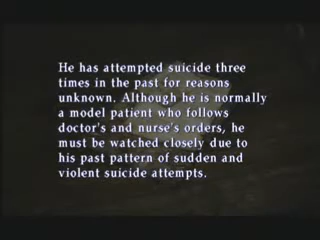 He has attempted suicide three
times in the past for reasons
unknown. Although he is normally
a model patient who follows
doctor's and nurse's orders, he
must be watched closely due to
his past pattern of sudden and
violent suicide attempts.